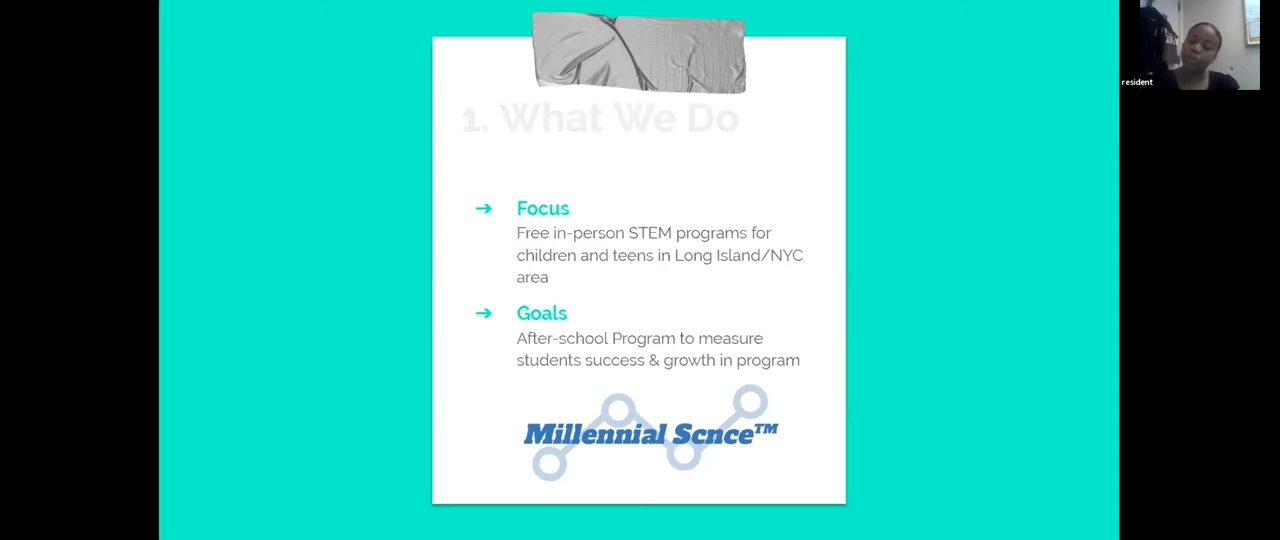 1. What We Do
➔ Focus
Free in-person STEM programs for
children and teens in Long Island/NYC
area
➔ Goals
After-school Program to measure
students success & growth in program
Millennial Scnce™
resident